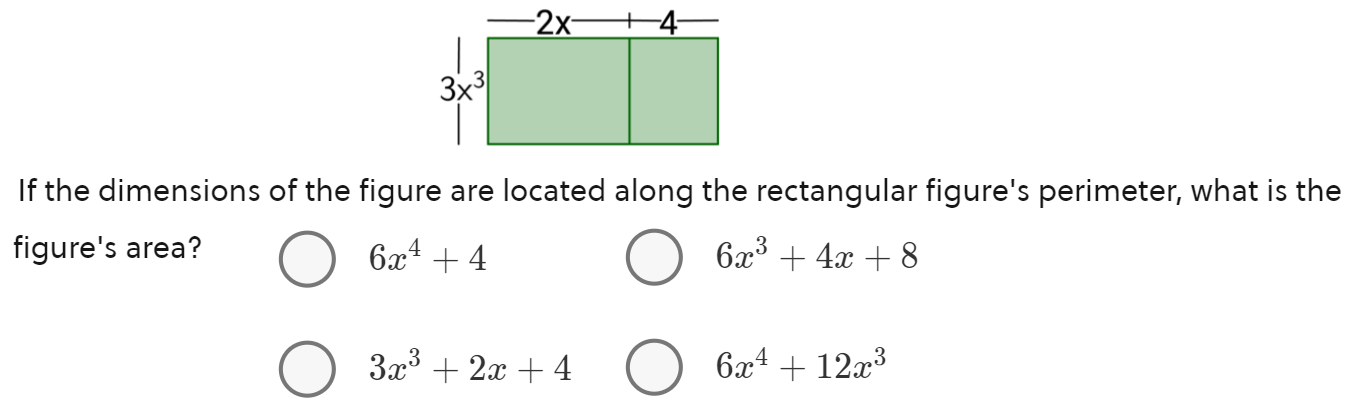 2x 4
3x³
If the dimensions of the figure are located along the rectangular figure's perimeter, what is the
figure's area?
6x⁴ + 4
6x³ + 4x + 8
3x³ + 2x + 4
6x⁴ + 12x³